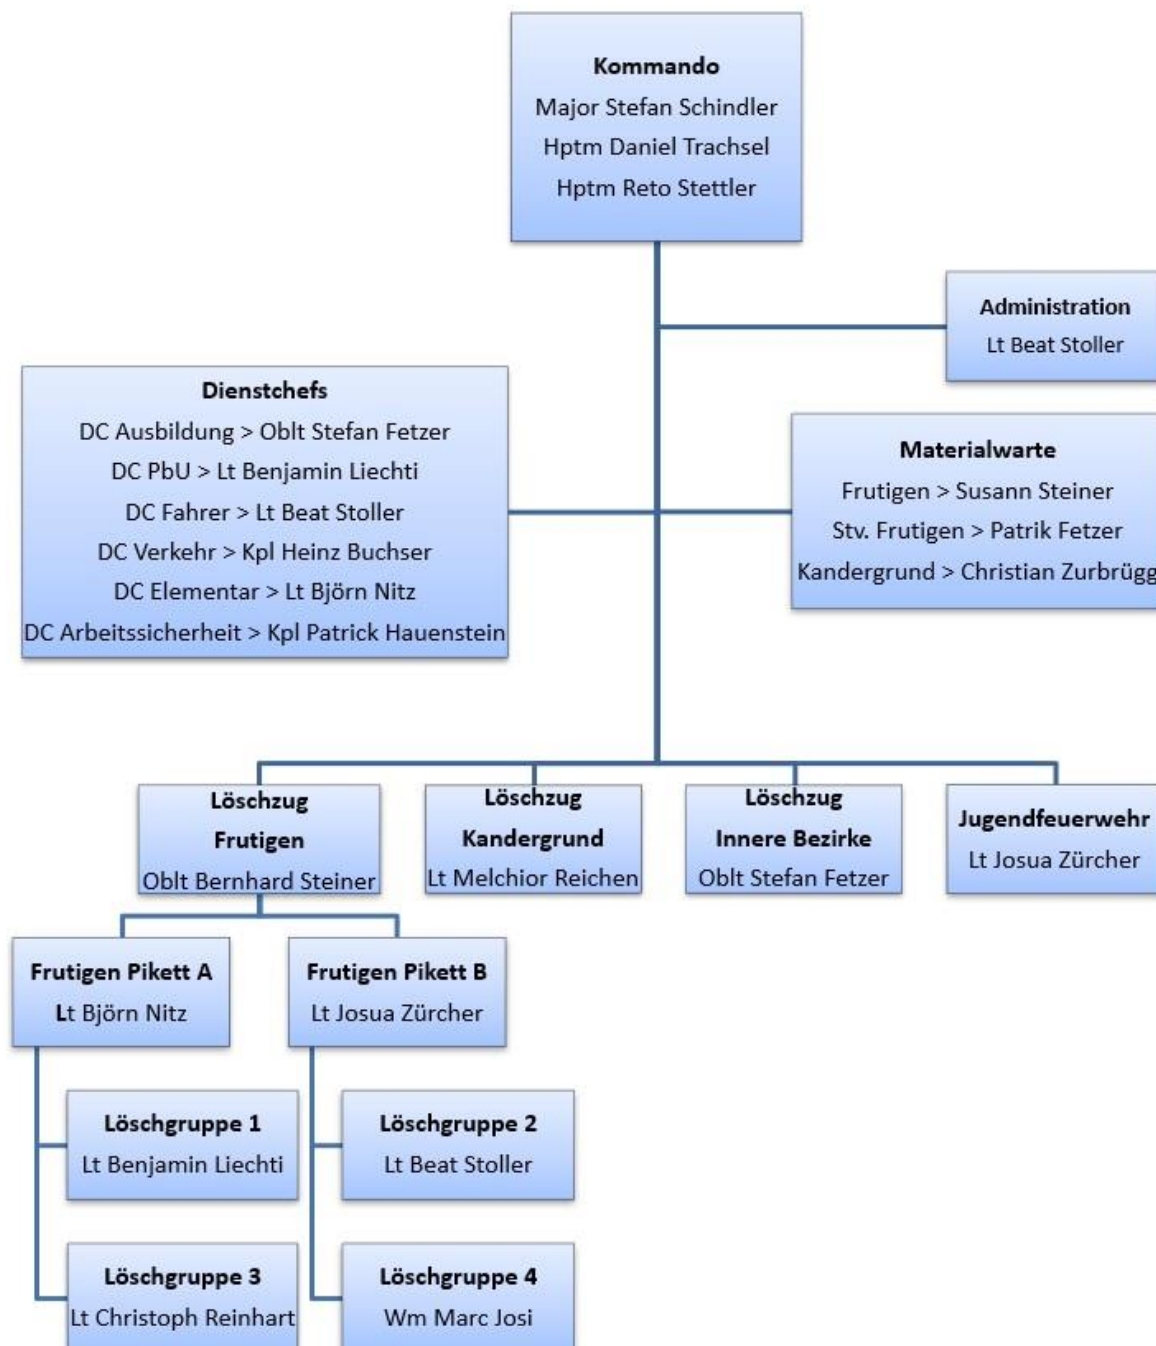 Kommando
Major Stefan Schindler
Hptm Daniel Trachsel
Hptm Reto Stettler
Administration
Lt Beat Stoller
Dienstchefs
DC Ausbildung > Oblt Stefan Fetzer
DC PbU > Lt Benjamin Liechti
DC Fahrer > Lt Beat Stoller
DC Verkehr > Kpl Heinz Buchser
DC Elementar > Lt Björn Nitz
DC Arbeitssicherheit > Kpl Patrick Hauenstein
Materialwarte
Frutigen > Susann Steiner
Stv. Frutigen > Patrik Fetzer
Kandergrund > Christian Zurbrügg
Löschzug
Frutigen
Oblt Bernhard Steiner
Löschzug
Kandergrund
Lt Melchior Reichen
Löschzug
Innere Bezirke
Oblt Stefan Fetzer
Jugendfeuerwehr
Lt Josua Zürcher
Frutigen Pikett A
Lt Björn Nitz
Frutigen Pikett B
Lt Josua Zürcher
Löschgruppe 1
Lt Benjamin Liechti
Löschgruppe 2
Lt Beat Stoller
Löschgruppe 3
Lt Christoph Reinhart
Löschgruppe 4
Wm Marc Josi